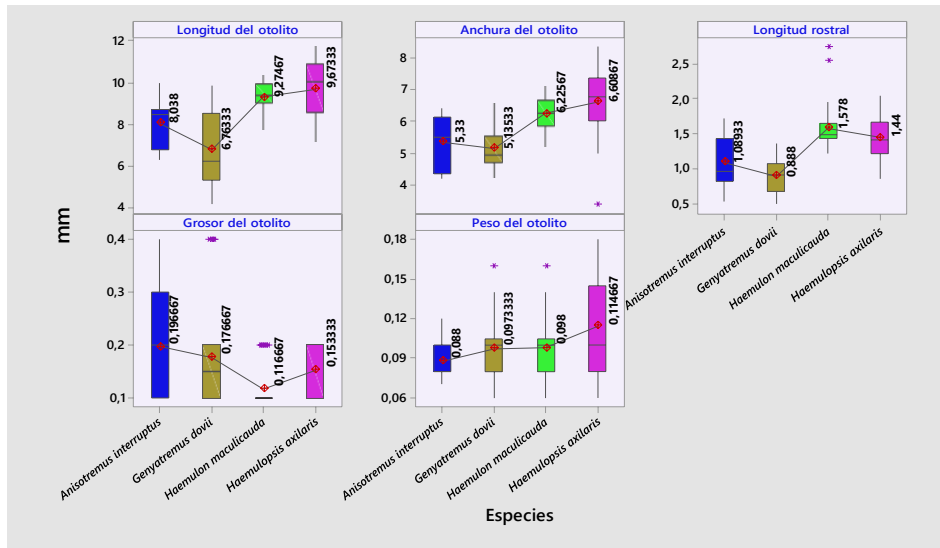 Longitud del otolito
Anchura del otolito
Longitud rostral
12
10
8
6
4
8,038
6,76333
9,27467
9,67333
8
7
6
5
4
5,33
5,13533
6,22567
6,60867
2,5
2,0
1,5
1,0
0,5
1,08933
0,888
1,578
1,44
mm
Grosor del otolito
Peso del otolito
0,4
0,3
0,2
0,1
0,196667
0,176667
0,116667
0,153333
0,18
0,15
0,12
0,09
0,06
0,088
0,0973333
0,098
0,114667
Anisotremus interruptus
Genyatremus dovii
Haemulon maculicauda
Haemulopsis axilaris
Anisotremus interruptus
Genyatremus dovii
Haemulon maculicauda
Haemulopsis axilaris
Anisotremus interruptus
Genyatremus dovii
Haemulon maculicauda
Haemulopsis axilaris
Especies